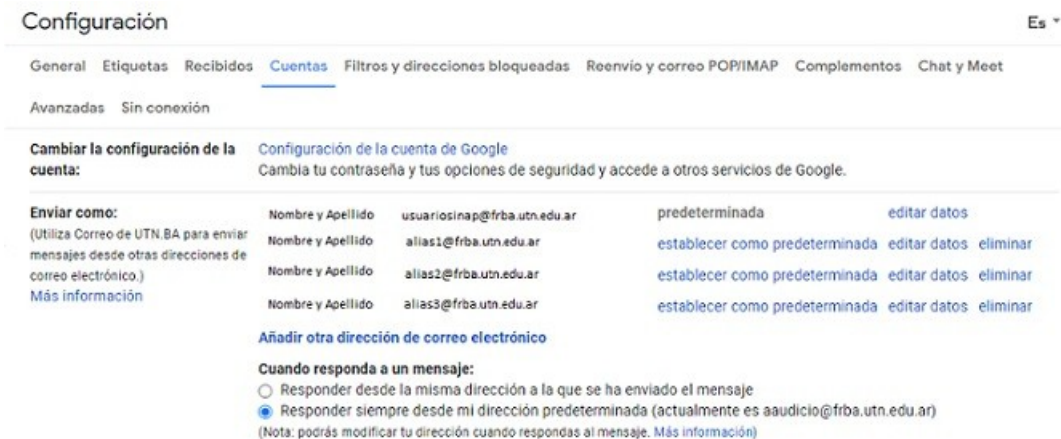 Configuración
Es
General Etiquetas Recibidos Cuentas Filtros y direcciones bloqueadas Reenvío y correo POP/IMAP Complementos Chat y Meet
Avanzadas Sin conexión
Cambiar la configuración de la cuenta:
Configuración de la cuenta de Google
Cambia tu contraseña y tus opciones de seguridad y accede a otros servicios de Google.
Enviar como:
(Utiliza Correo de UTN.BA para enviar
mensajes desde otras direcciones de
correo electrónico.)
Más información
Nombre y Apellido usuariosinap@frba.utn.edu.ar predeterminada editar datos
Nombre y Apellido alias1@frba.utn.edu.ar establecer como predeterminada editar datos eliminar
Nombre y Apellido alias2@frba.utn.edu.ar establecer como predeterminada editar datos eliminar
Nombre y Apellido alias3@frba.utn.edu.ar establecer como predeterminada editar datos eliminar
Añadir otra dirección de correo electrónico
Cuando responda a un mensaje:
Responder desde la misma dirección a la que se ha enviado el mensaje
Responder siempre desde mi dirección predeterminada (actualmente es aaudicio@frba.utn.edu.ar)
(Nota: podrás modificar tu dirección cuando respondas al mensaje. Más información)